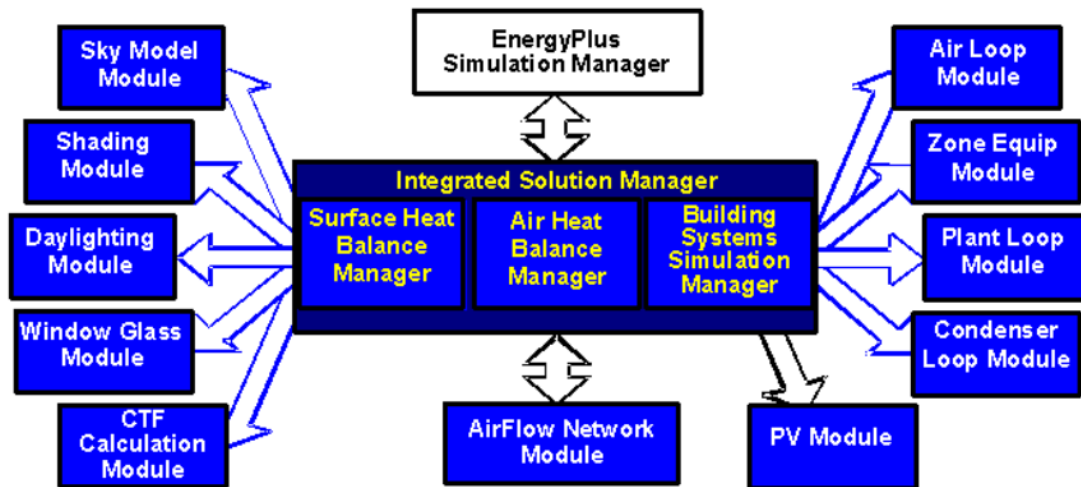 EnergyPlus
Simulation Manager
Sky Model
Module
Shading
Module
Daylighting
Module
Window Glass
Module
CTF
Calculation
Module
Integrated Solution Manager
Surface Heat
Balance
Manager
Air Heat
Balance
Manager
Building
Systems
Simulation
Manager
AirFlow Network
Module
PV Module
Air Loop
Module
Zone Equip
Module
Plant Loop
Module
Condenser
Loop Module